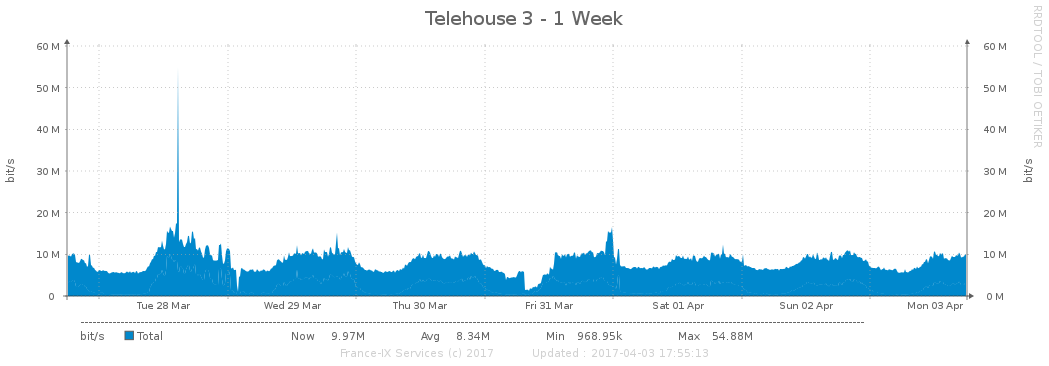 Telehouse 3 - 1 Week
RRDTOOL / TOBI OETIKER
60 M 60 M
50 M 50 M
40 M 40 M
30 M 30 M
20 M 20 M
10 M 10 M
0 0 M
bit/s bit/s
Tue 28 Mar Wed 29 Mar Thu 30 Mar Fri 31 Mar Sat 01 Apr Sun 02 Apr Mon 03 Apr
bit/s Total Now 9.97M Avg 8.34M Min 968.95k Max 54.88M
France-IX Services (c) 2017 Updated : 2017-04-03 17:55:13